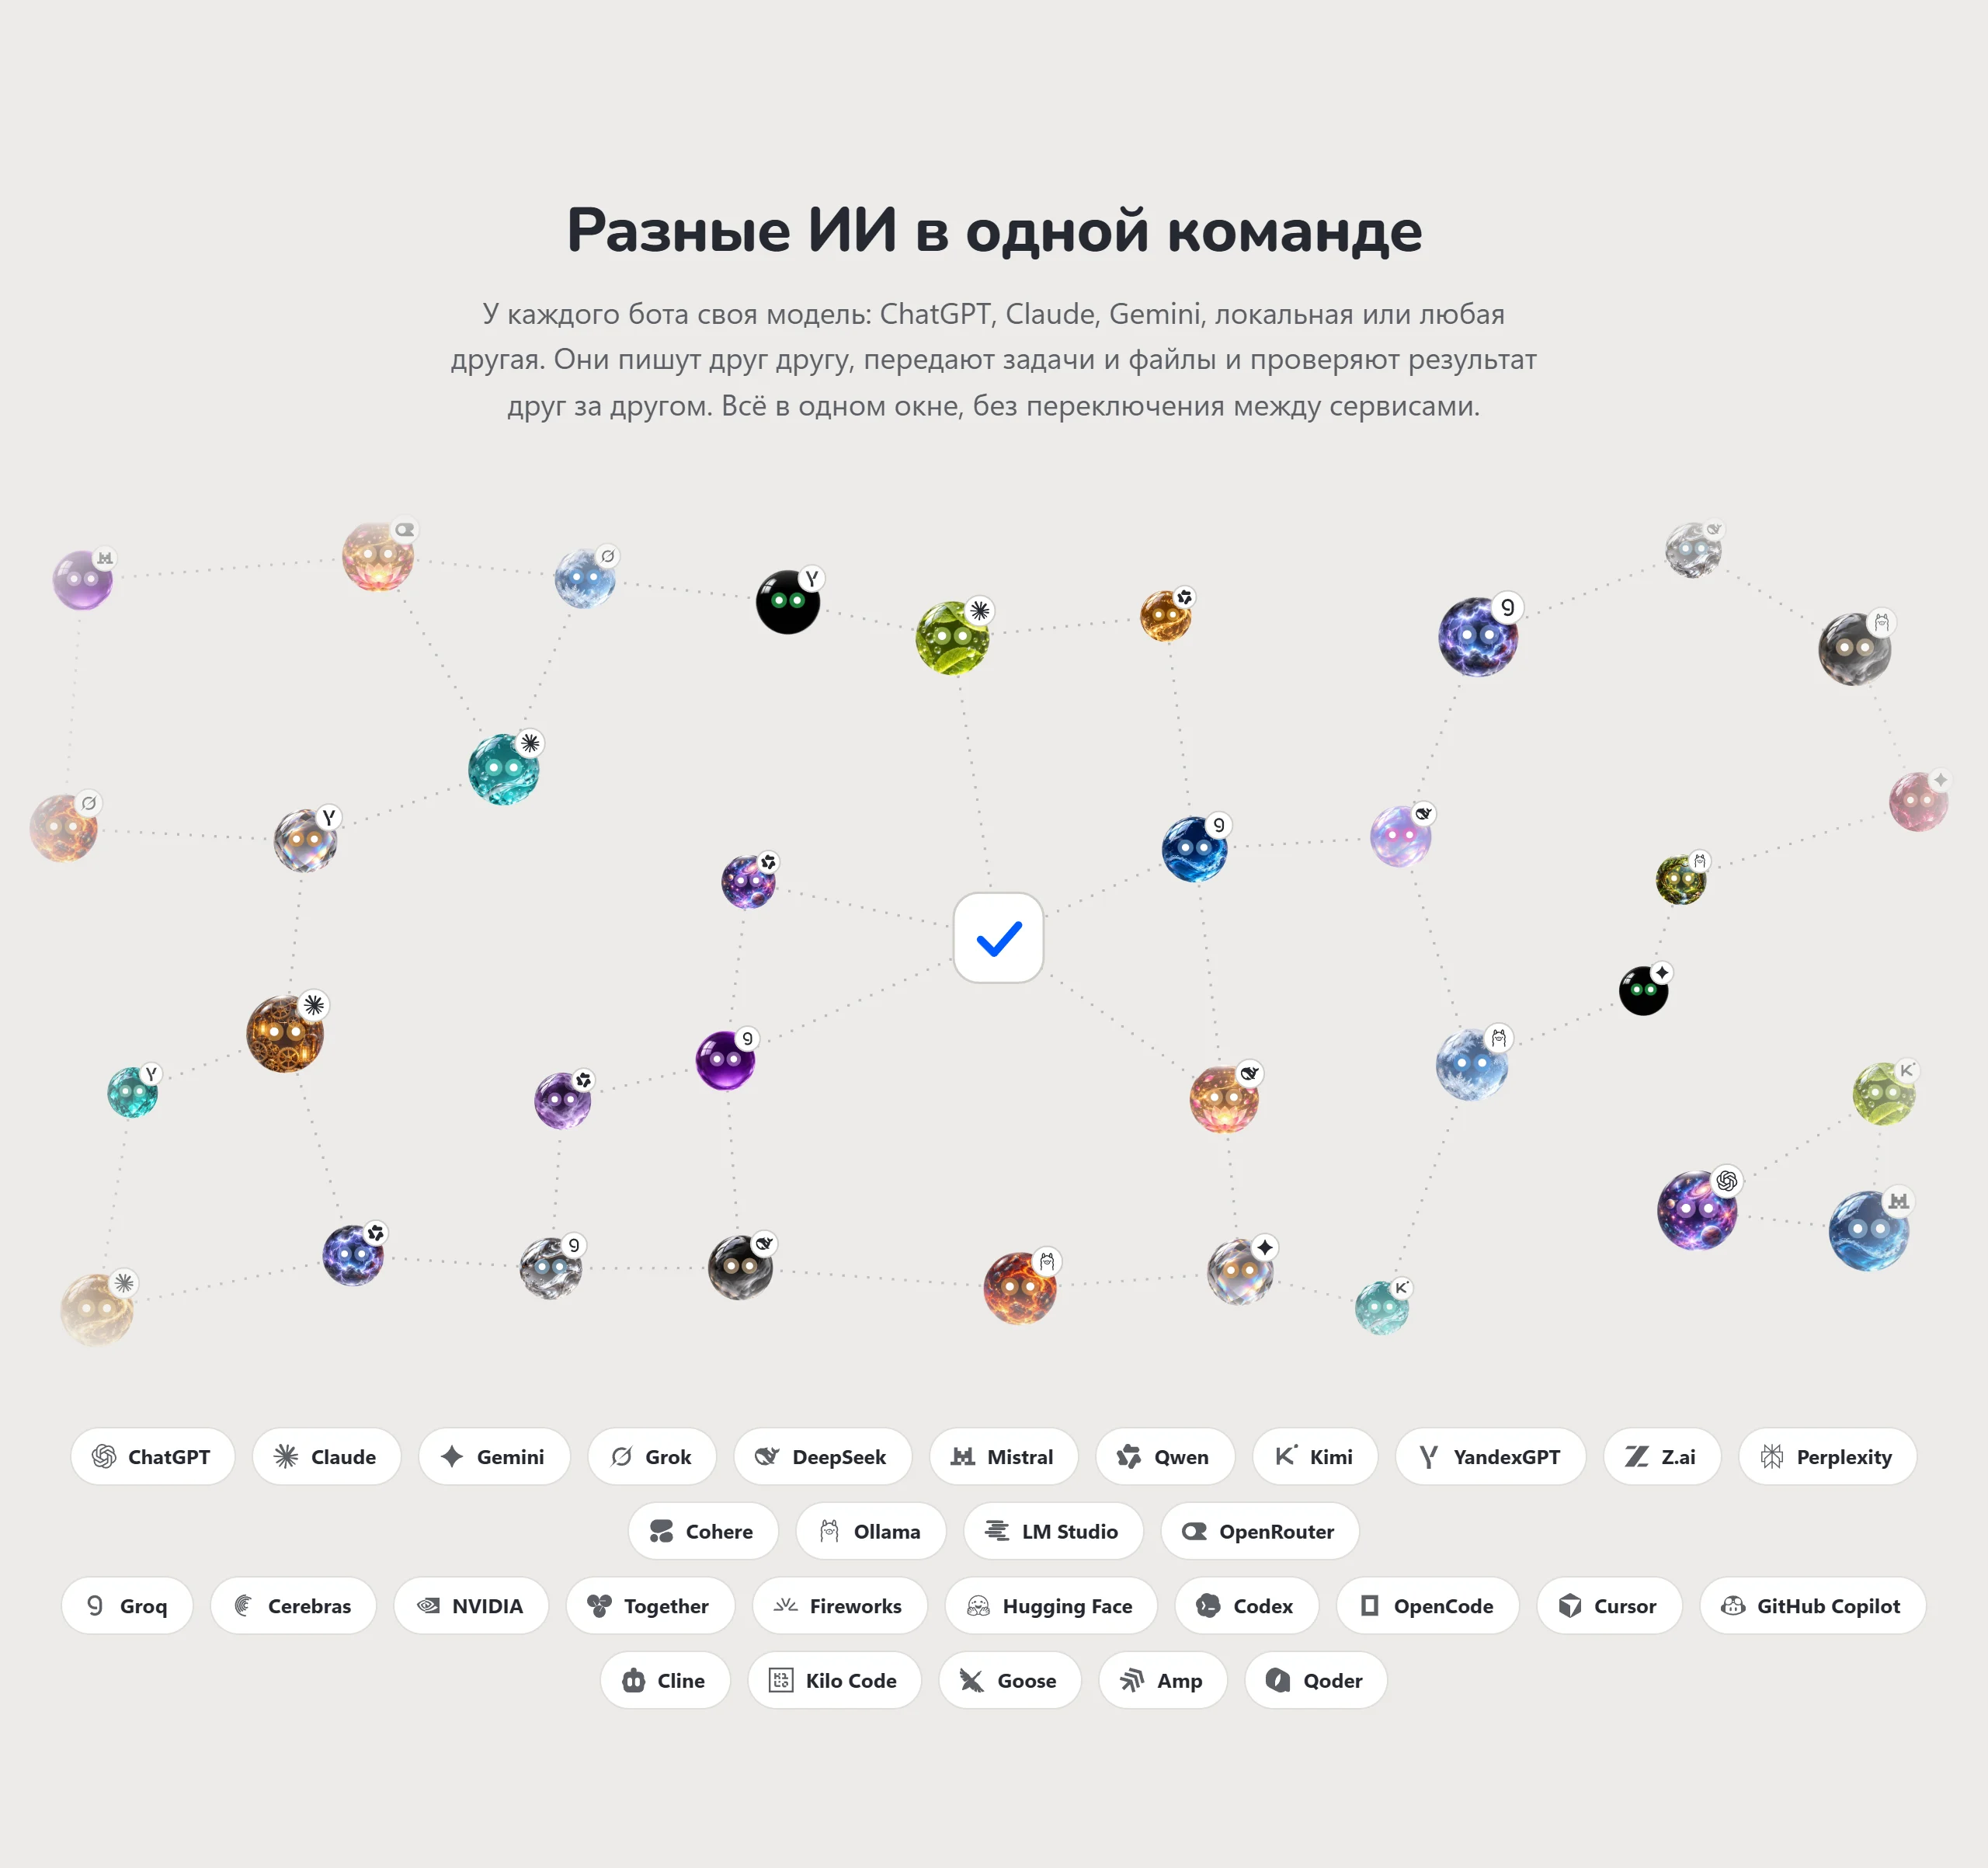 Разные ИИ в одной команде
У каждого бота своя модель: ChatGPT, Claude, Gemini, локальная или любая
другая. Они пишут друг другу, передают задачи и файлы и проверяют результат
друг за другом. Всё в одном окне, без переключения между сервисами.
ChatGPT Claude Gemini Grok DeepSeek Mistral Qwen Kimi YandexGPT Z.ai Perplexity
Cohere Ollama LM Studio OpenRouter
Groq Cerebras NVIDIA Together Fireworks Hugging Face Codex OpenCode Cursor GitHub Copilot
Cline Kilo Code Goose Amp Qoder